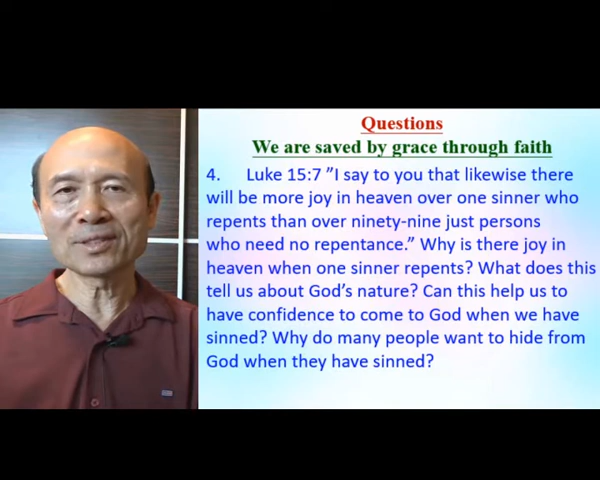 Questions
We are saved by grace through faith
4. Luke 15:7 ”I say to you that likewise there
will be more joy in heaven over one sinner who
repents than over ninety-nine just persons
who need no repentance.” Why is there joy in
heaven when one sinner repents? What does this
tell us about God’s nature? Can this help us to
have confidence to come to God when we have
sinned? Why do many people want to hide from
God when they have sinned?